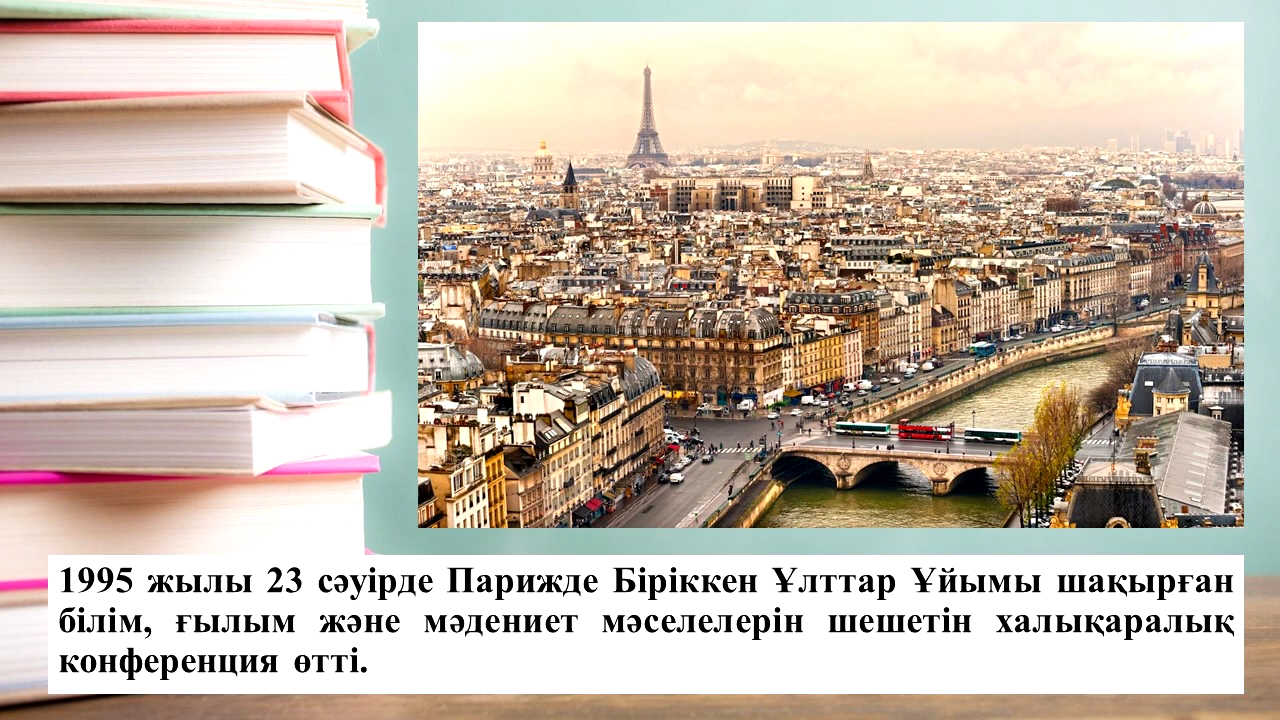 1995 жылы 23 сәуірде Парижде Біріккен Ұлттар Ұйымы шақырған
білім, ғылым және мәдениет мәселелерін шешетін халықаралық
конференция өтті.